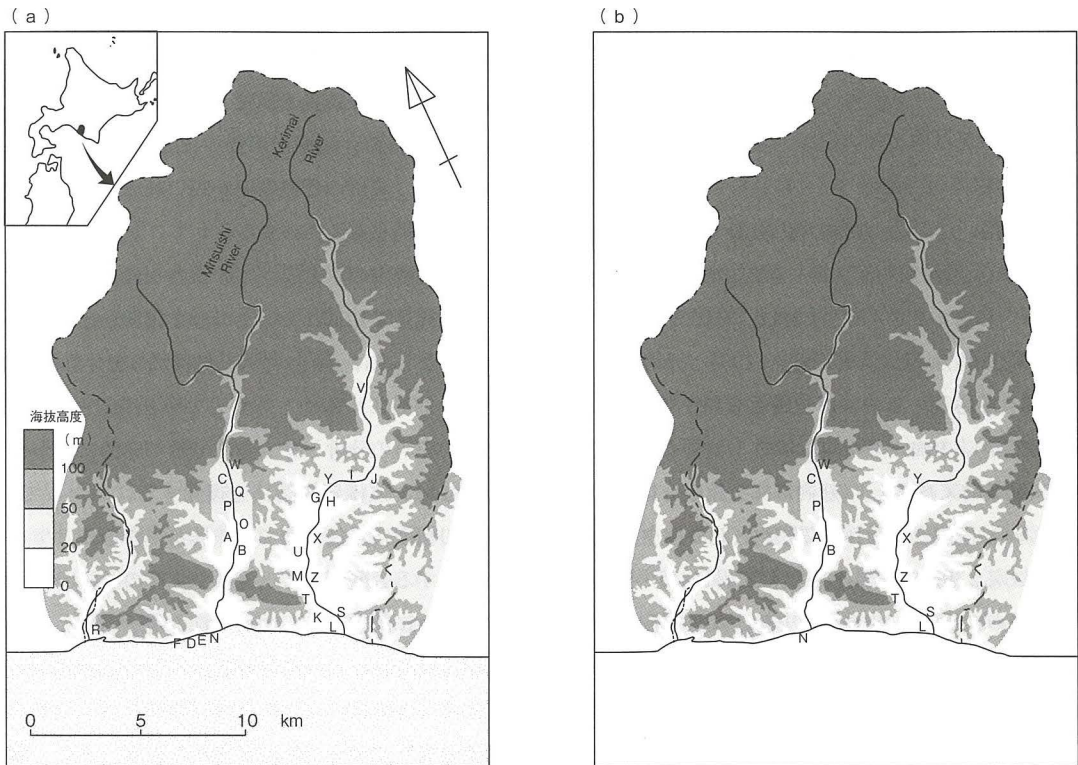 ( a )
Kerimai
River
Mitsuishi
River
海抜高度
( m )
100
50
20
0
V
W
C
Y
I
J
Q
G
H
P
O
A
B
X
U
M
Z
T
K
S
L
R
F
D
E
N
0
5
10
km
( b )
W
C
Y
P
A
B
X
Z
T
S
L
N